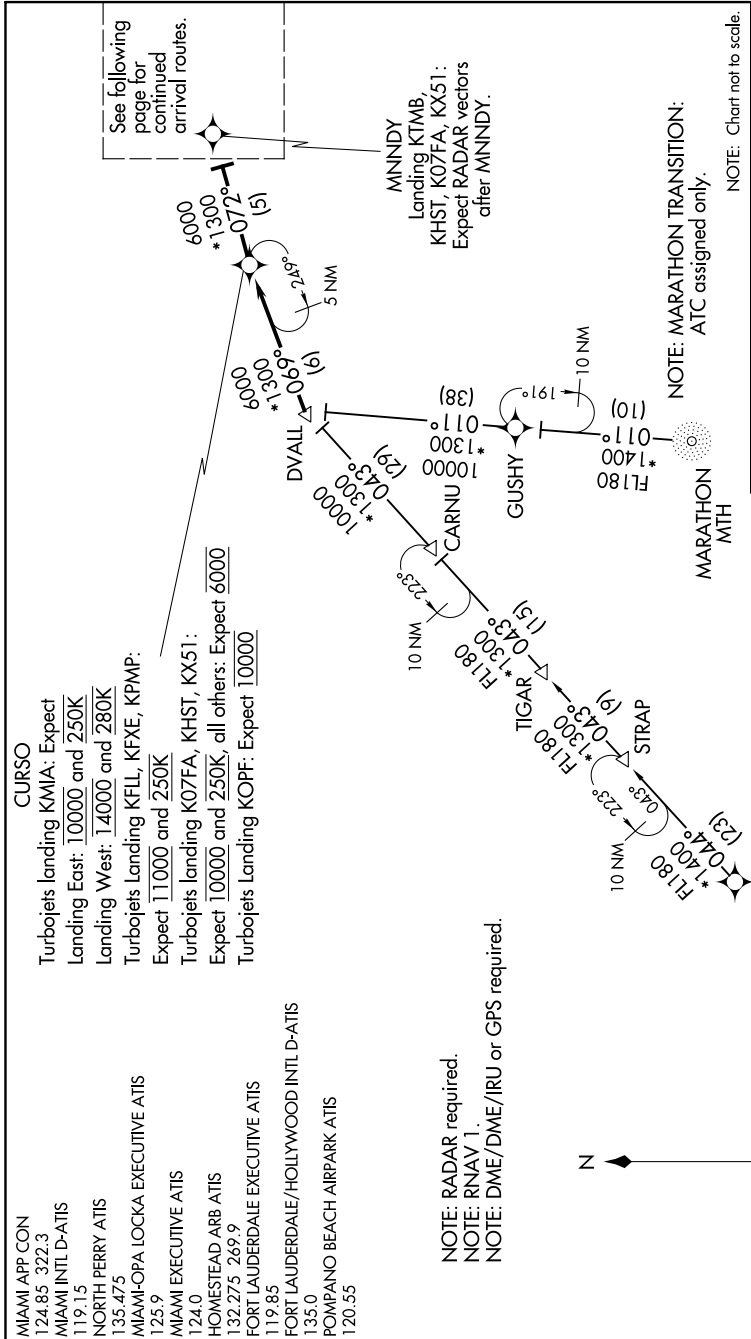 MIAMI APP CON
124.85 322.3
MIAMI INTL D-ATIS
119.15
NORTH PERRY ATIS
135.475
MIAMI-OPA LOCKA EXECUTIVE ATIS
125.9
MIAMI EXECUTIVE ATIS
124.0
HOMESTEAD ARB ATIS
132.275 269.9
FORT LAUDERDALE EXECUTIVE ATIS
119.85
FORT LAUDERDALE/HOLLYWOOD INTL D-ATIS
135.0
POMPANO BEACH AIRPARK ATIS
120.55
CURSO
Turbojets landing KMIA: Expect
Landing East: 10000 and 250K
Landing West: 14000 and 280K
Turbojets Landing KFLL, KFXE, KPMP:
Expect 11000 and 250K
Turbojets landing K07FA, KHST, KX51:
Expect 10000 and 250K, all others: Expect 6000
Turbojets Landing KOPF: Expect 10000
See following
page for
continued
arrival routes.
MNNDY
Landing KTMB,
KHST, K07FA, KX51:
Expect RADAR vectors
after MNNDY.
6000
*1300
072°
(5)
249°
5 NM
6000
*1300
069°
(6)
DVALL
10000
*1300
043°
(29)
10000
*1300
011°
(38)
CARNU
223°
10 NM
GUSHY
191°
10 NM
FL180
*1400
011°
(10)
MARATHON
MTH
FL180
*1300
043°
(15)
TIGAR
FL180
*1300
043°
(9)
STRAP
223°
043°
10 NM
FL180
*1400
044°
(23)
NOTE: RADAR required.
NOTE: RNAV 1.
NOTE: DME/DME/IRU or GPS required.
N
NOTE: MARATHON TRANSITION:
ATC assigned only.
NOTE: Chart not to scale.